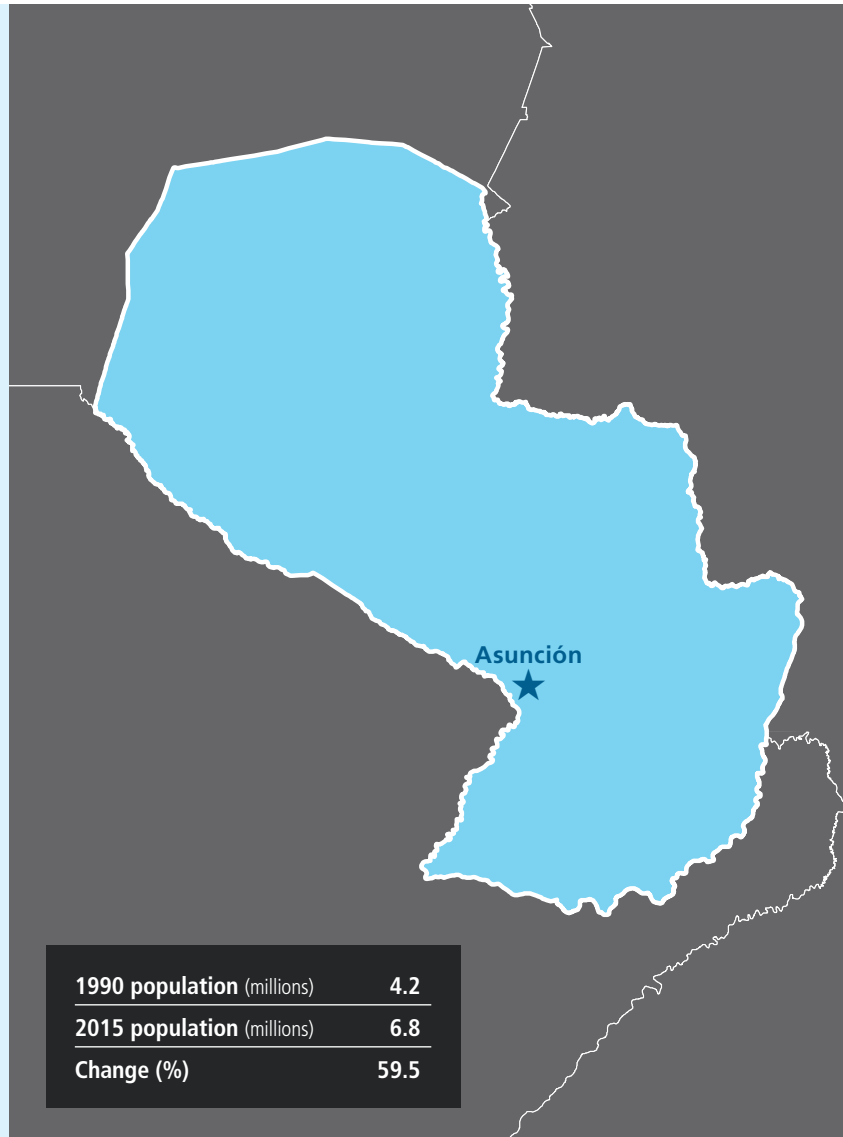 Asunción
1990 population (millions) 4.2
2015 population (millions) 6.8
Change (%) 59.5